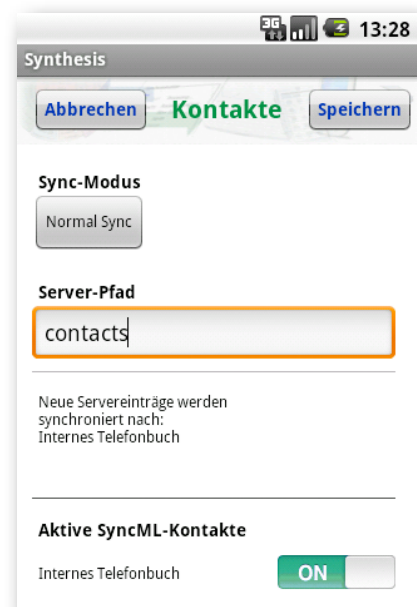 3G 13:28
Synthesis
Abbrechen Kontakte Speichern
Sync-Modus
Normal Sync
Server-Pfad
contacts
Neue Servereinträge werden
synchroniert nach:
Internes Telefonbuch
Aktive SyncML-Kontakte
Internes Telefonbuch ON